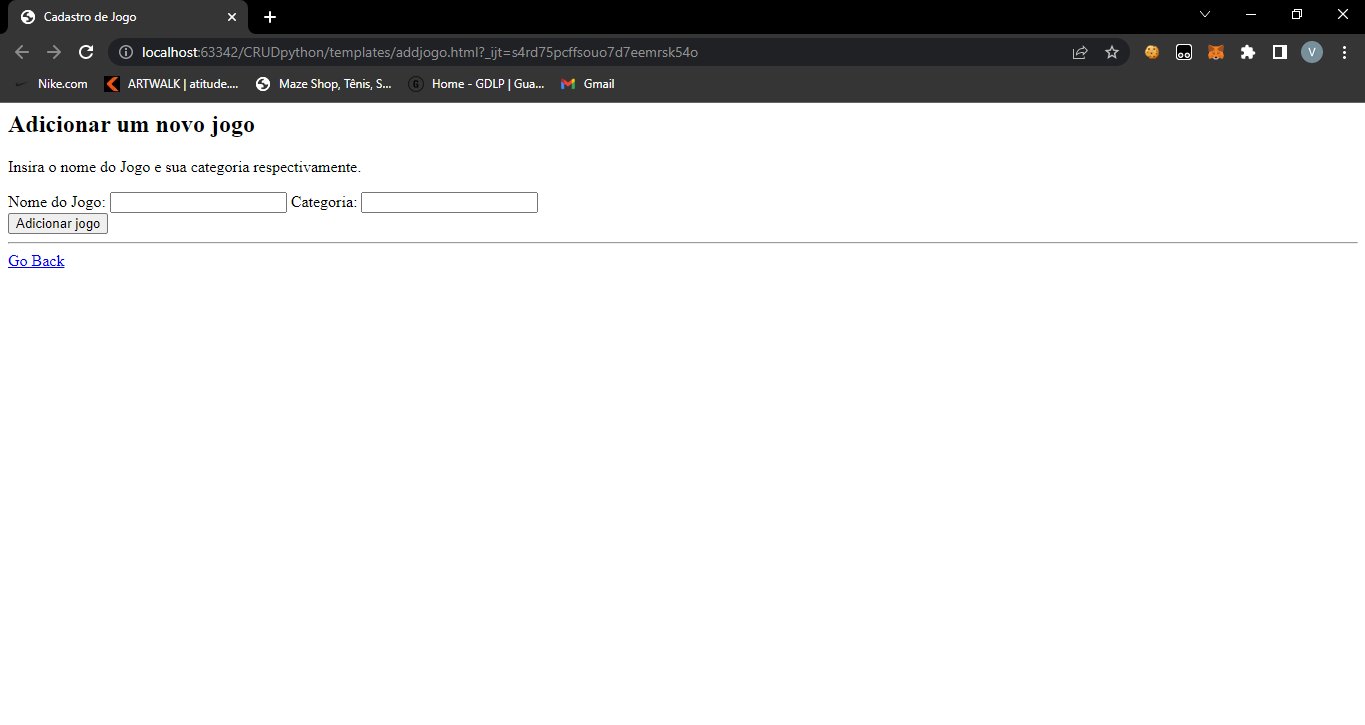 Cadastro de Jogo
localhost:63342/CRUDpython/templates/addjogo.html?_ijt=s4rd75pcffsouo7d7eemrsk54o
V
Nike.com ARTWALK | atitude.... Maze Shop, Tênis, S... G Home - GDLP | Gua... Gmail
Adicionar um novo jogo
Insira o nome do Jogo e sua categoria respectivamente.
Nome do Jogo: Categoria:
Adicionar jogo
Go Back